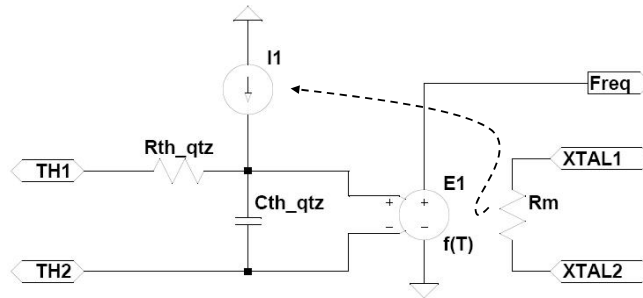 I1
Freq
Rth_qtz
TH1
XTAL1
E1
Cth_qtz
+ +
Rm
- -
f(T)
TH2
XTAL2